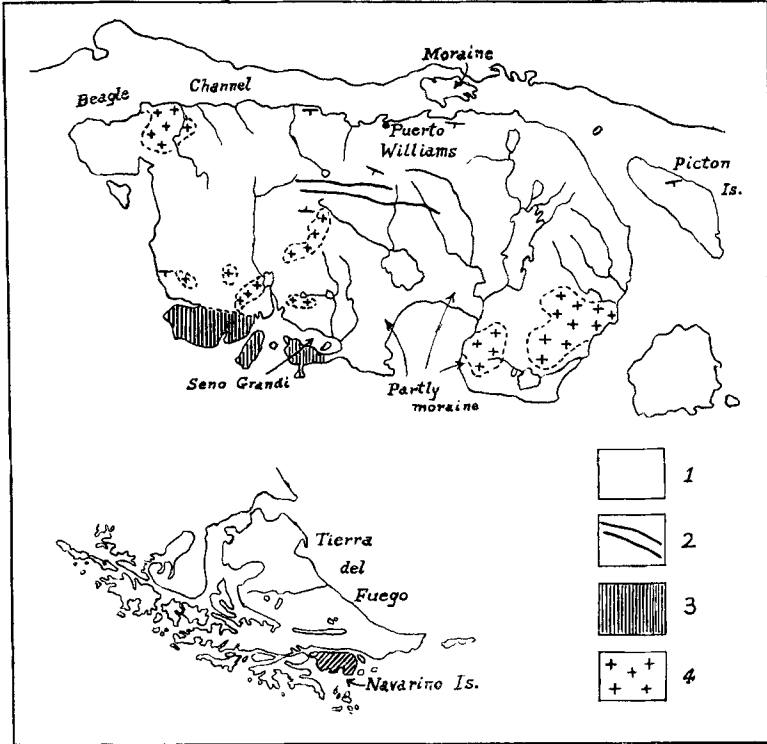 Moraine
Beagle
Channel
Puerto
Williams
Picton
Is.
Seno Grandi
Partly
moraine
1
2
3
4
Tierra
del
Fuego
Navarino Is.